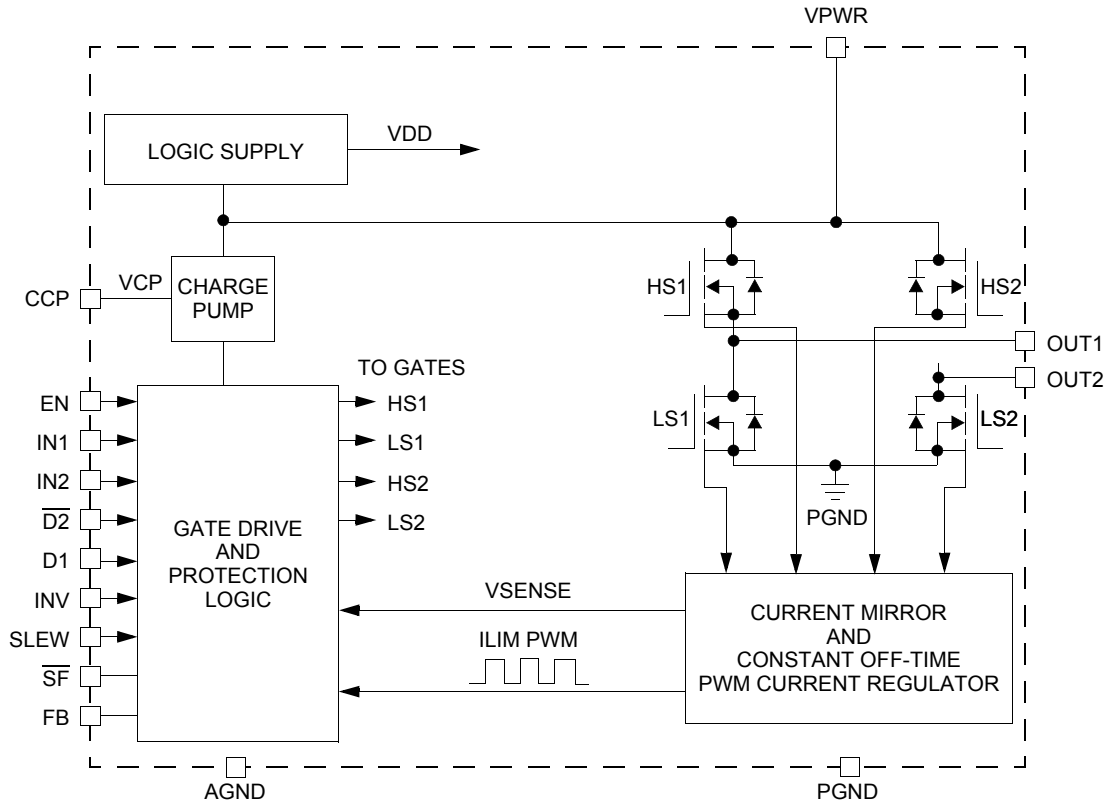 VPWR
LOGIC SUPPLY
VDD
VCP
CHARGE
PUMP
CCP
HS1
HS2
OUT1
OUT2
TO GATES
EN
IN1
IN2
D2
D1
INV
SLEW
SF
FB
HS1
LS1
HS2
LS2
LS1
LS2
PGND
GATE DRIVE
AND
PROTECTION
LOGIC
VSENSE
ILIM PWM
CURRENT MIRROR
AND
CONSTANT OFF-TIME
PWM CURRENT REGULATOR
AGND
PGND